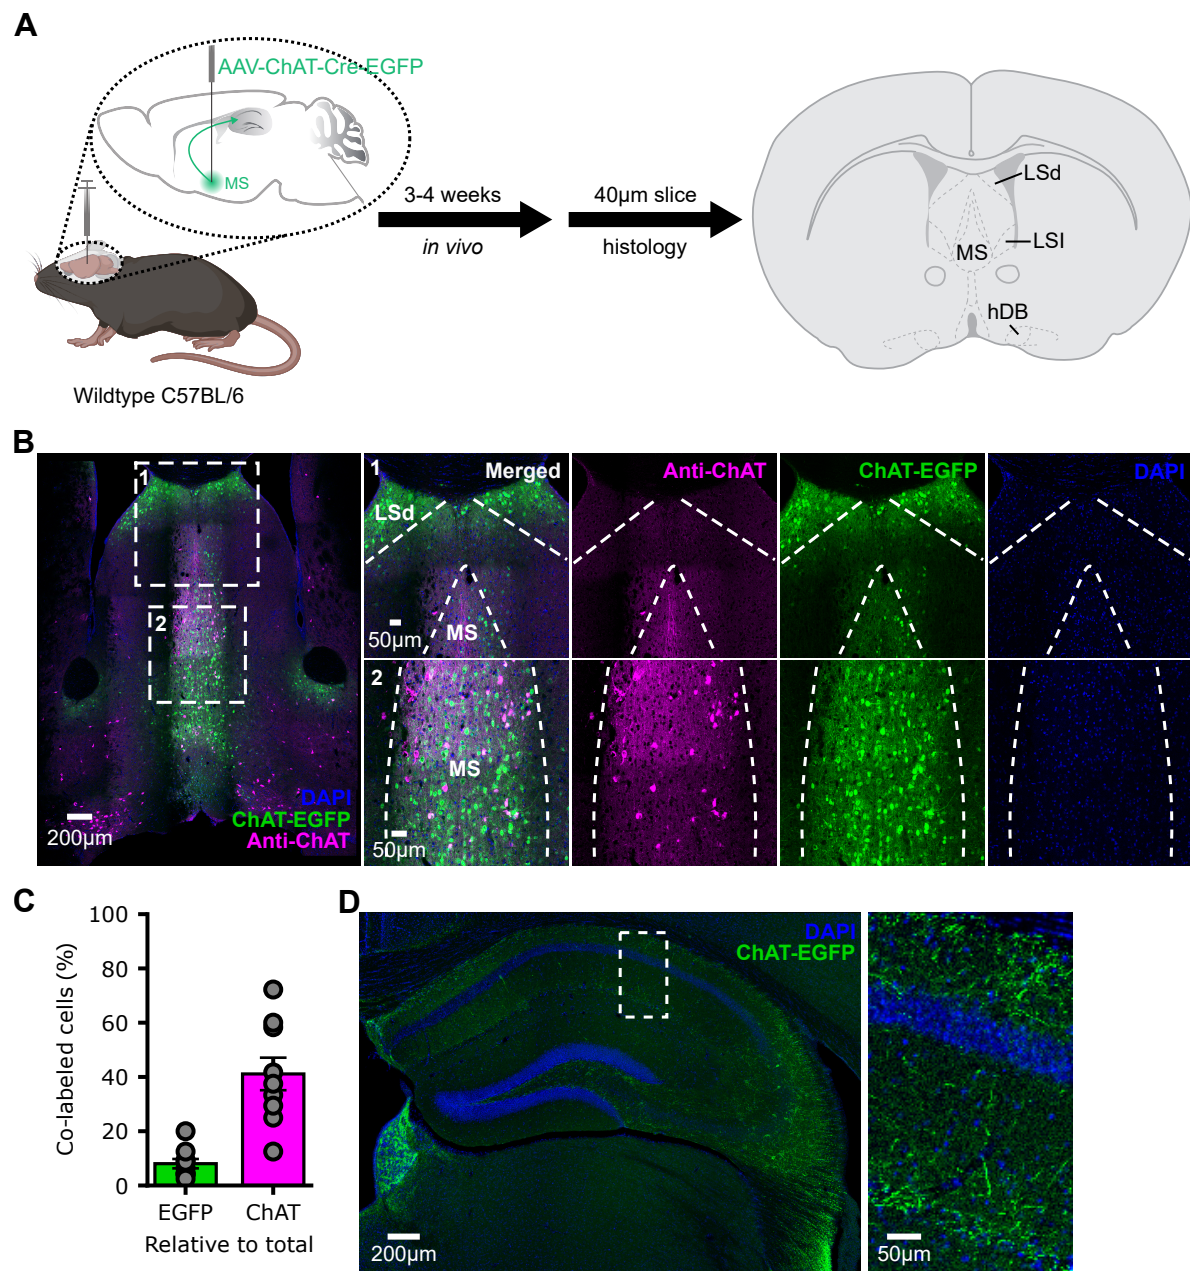 A
AAV-ChAT-Cre-EGFP
MS
3-4 weeks
in vivo
40µm slice
histology
LSd
LSI
MS
hDB
Wildtype C57BL/6
B
1
2
DAPI
ChAT-EGFP
Anti-ChAT
200µm
1
Merged
LSd
MS
50µm
Anti-ChAT
ChAT-EGFP
DAPI
2
MS
50µm
C
Co-labeled cells (%)
100
80
60
40
20
0
EGFP
ChAT
Relative to total
D
DAPI
ChAT-EGFP
200µm
50µm